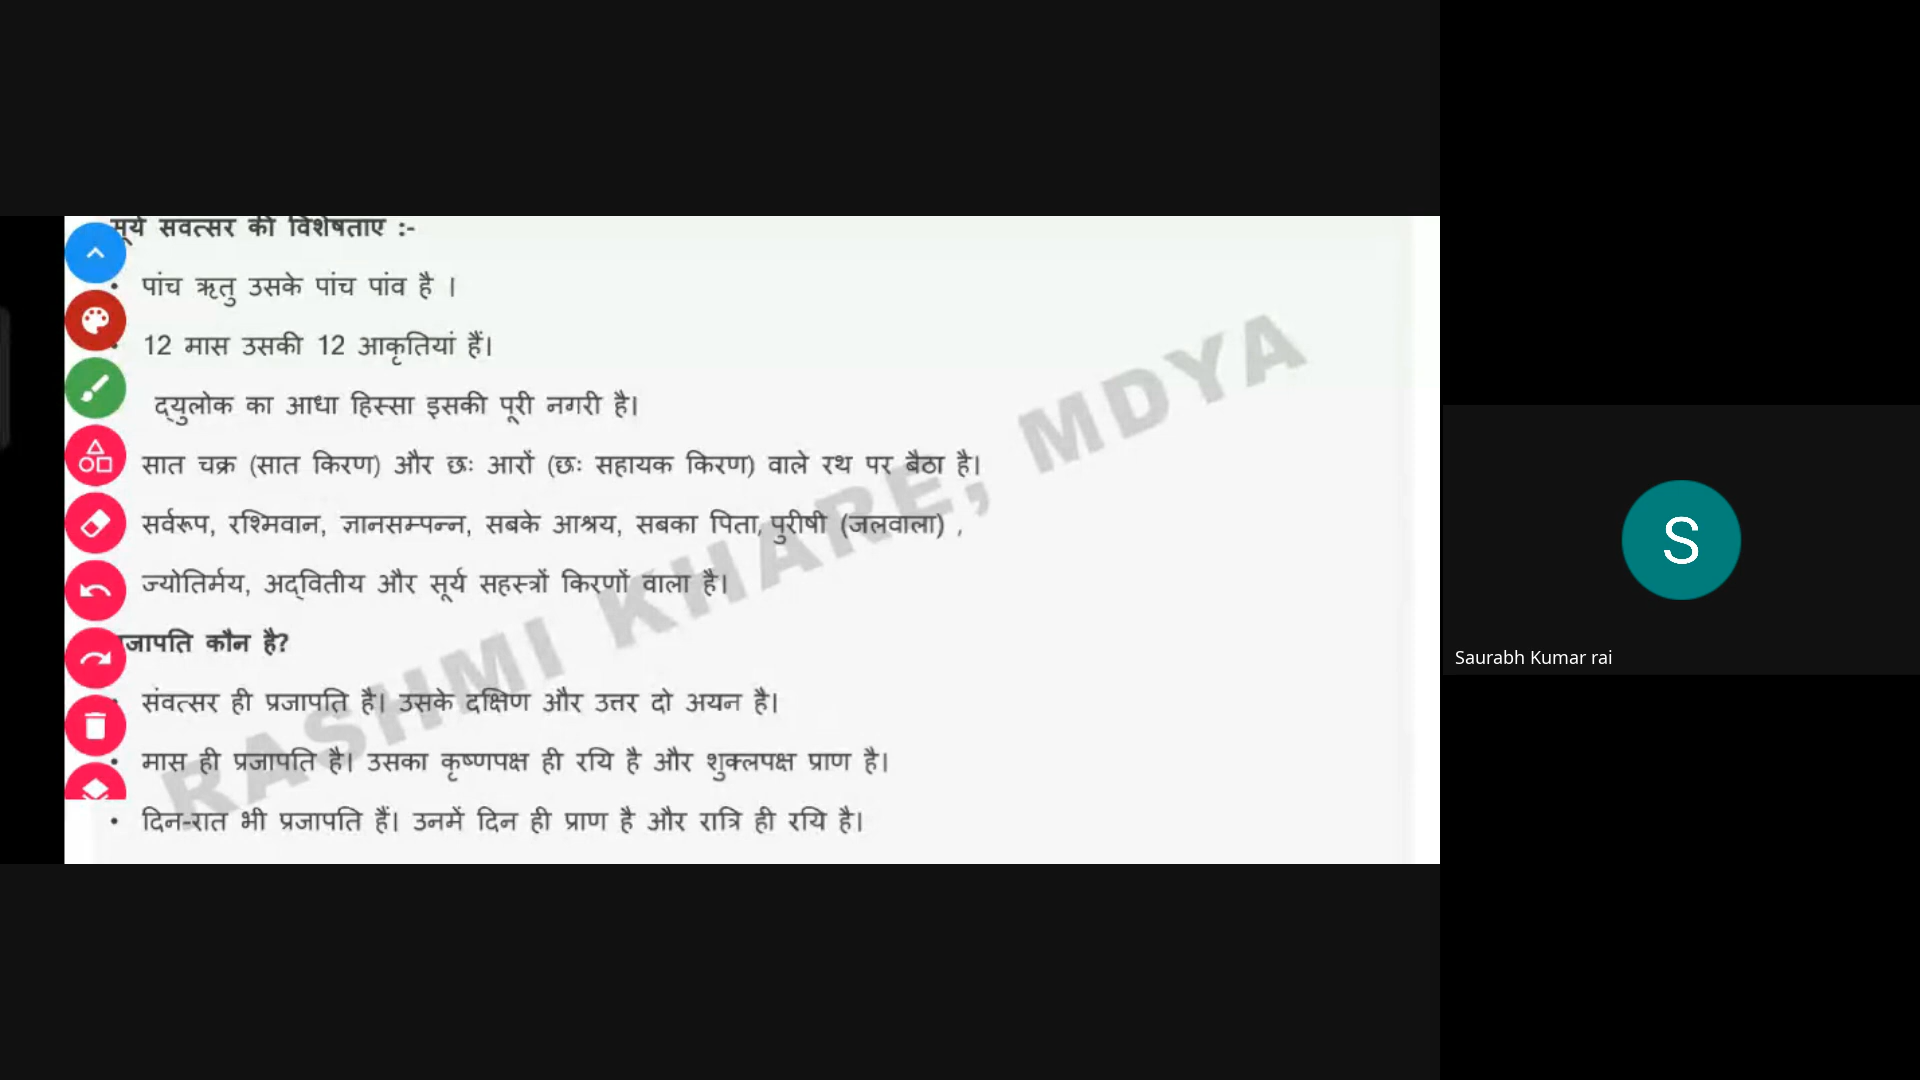 सूर्य संवत्सर की विशेषताएं :-
• पांच ऋतु उसके पांच पांव है ।
• 12 मास उसकी 12 आकृतियां हैं।
द्युलोक का आधा हिस्सा इसकी पूरी नगरी है।
सात चक्र (सात किरण) और छः आरों (छः सहायक किरण) वाले रथ पर बैठा है।
सर्वरूप, रश्मिवान, ज्ञानसम्पन्न, सबके आश्रय, सबका पिता, पुरीषी (जलवाला) ,
ज्योतिर्मय, अद्वितीय और सूर्य सहस्त्रों किरणों वाला है।
जापति कौन है?
• संवत्सर ही प्रजापति है। उसके दक्षिण और उत्तर दो अयन है।
• मास ही प्रजापति है। उसका कृष्णपक्ष ही रयि है और शुक्लपक्ष प्राण है।
• दिन-रात भी प्रजापति हैं। उनमें दिन ही प्राण है और रात्रि ही रयि है।
RASHMI KHARE, MDYA
S
Saurabh Kumar rai